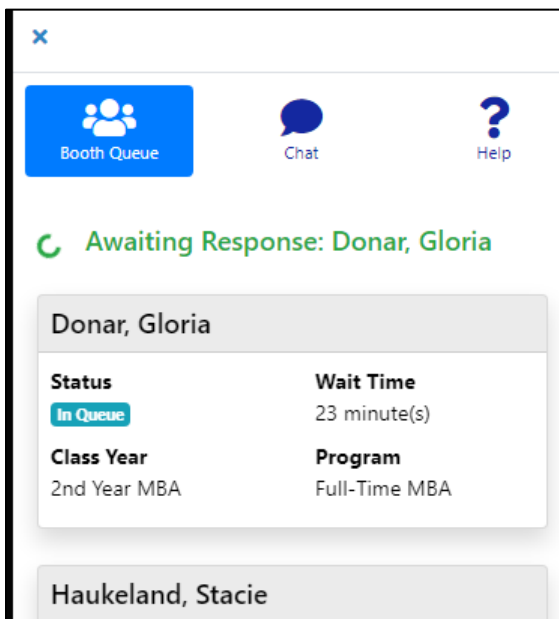 ×
Booth Queue
Chat
Help
Awaiting Response: Donar, Gloria
Donar, Gloria
Status
Wait Time
In Queue
23 minute(s)
Class Year
Program
2nd Year MBA
Full-Time MBA
Haukeland, Stacie